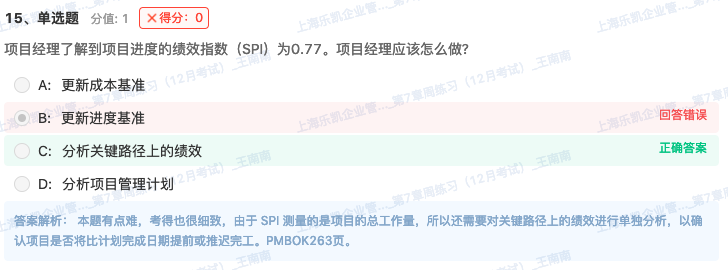 15、单选题 分值: 1 ×得分：0
项目经理了解到项目进度的绩效指数（SPI）为0.77。项目经理应该怎么做?
A: 更新成本基准
B: 更新进度基准 回答错误
C: 分析关键路径上的绩效 正确答案
D: 分析项目管理计划
答案解析： 本题有点难，考得也很细致，由于 SPI 测量的是项目的总工作量，所以还需要对关键路径上的绩效进行单独分析，以确
认项目是否将比计划完成日期提前或推迟完工。PMBOK263页。
上海乐凯企业管..._第7章周练习（12月考试）_王南南